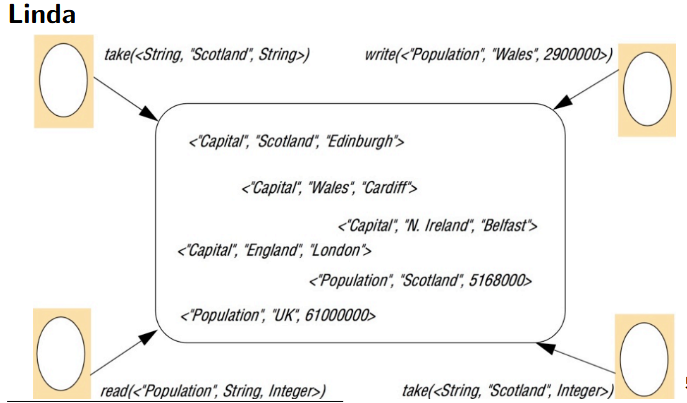 Linda
take(<String, "Scotland", String>)
write(<"Population", "Wales", 2900000>)
<"Capital", "Scotland", "Edinburgh">
<"Capital", "Wales", "Cardiff">
<"Capital", "N. Ireland", "Belfast">
<"Capital", "England", "London">
<"Population", "Scotland", 5168000>
<"Population", "UK", 61000000>
read(<"Population", String, Integer>)
take(<String, "Scotland", Integer>)